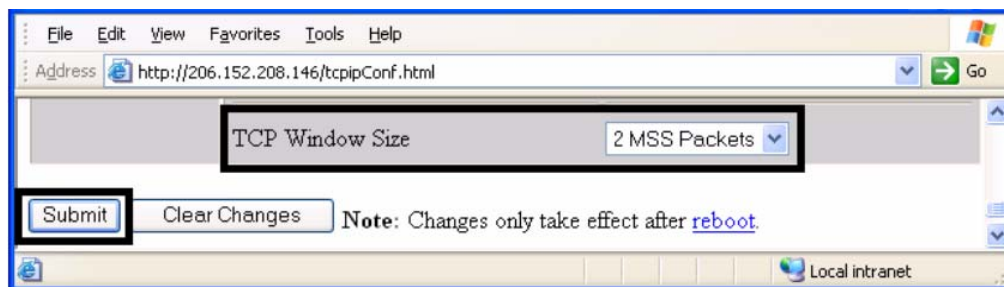 File Edit View Favorites Tools Help
Address http://206.152.208.146/tcpipConf.html Go
TCP Window Size 2 MSS Packets
Submit Clear Changes Note: Changes only take effect after reboot.
Local intranet